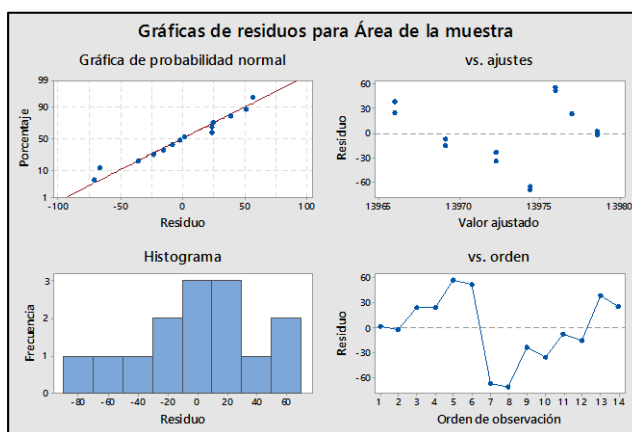 Gráficas de residuos para Área de la muestra
Gráfica de probabilidad normal
99
90
50
10
1
Porcentaje
-100 -50 0 50 100
Residuo
vs. ajustes
60
30
0
-30
-60
Residuo
13965 13970 13975 13980
Valor ajustado
Histograma
3
2
1
0
Frecuencia
-80 -60 -40 -20 0 20 40 60
Residuo
vs. orden
60
30
0
-30
-60
Residuo
1 2 3 4 5 6 7 8 9 10 11 12 13 14
Orden de observación